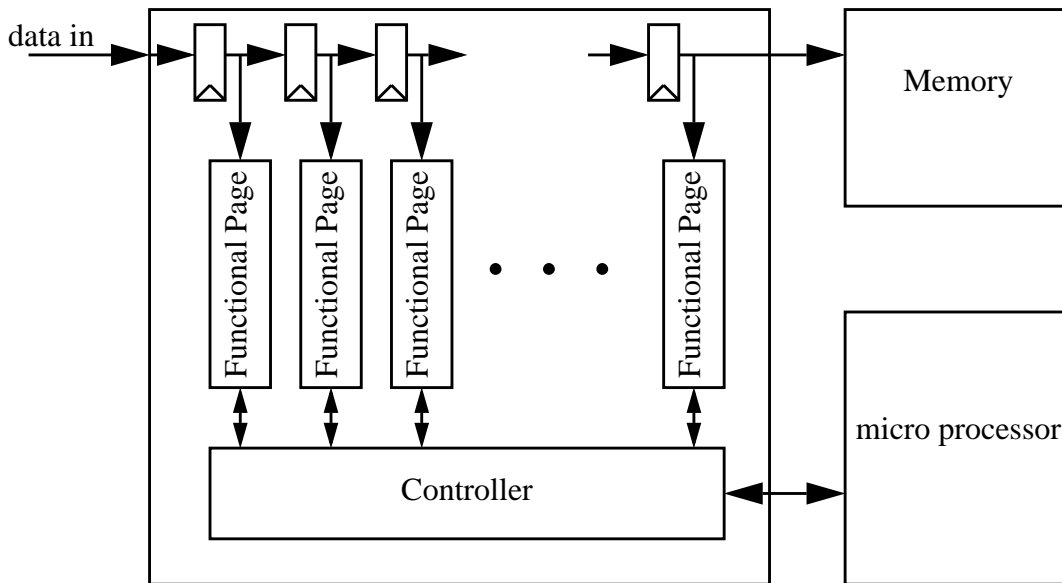 data in
Memory
Functional Page
Functional Page
Functional Page
Functional Page
micro processor
Controller